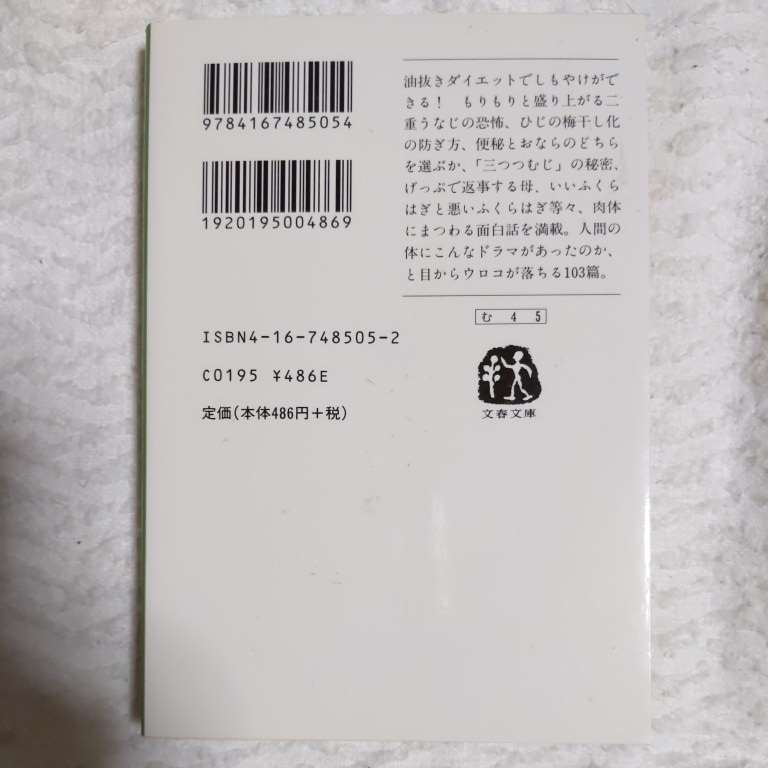 9784167485054
1920195004869
油抜きダイエットでしもやけがで
きる！　もりもりと盛り上がる二
重うなじの恐怖、ひじの梅干し化
の防ぎ方、便秘とおならのどちら
を選ぶか、「三つつむじ」の秘密、
げっぷで返事する母、いいふくら
はぎと悪いふくらはぎ等々、肉体
にまつわる面白話を満載。人間の
体にこんなドラマがあったのか、
と目からウロコが落ちる103篇。
む 4 5
文春文庫
ISBN4-16-748505-2
C0195 ¥486E
定価(本体486円＋税)